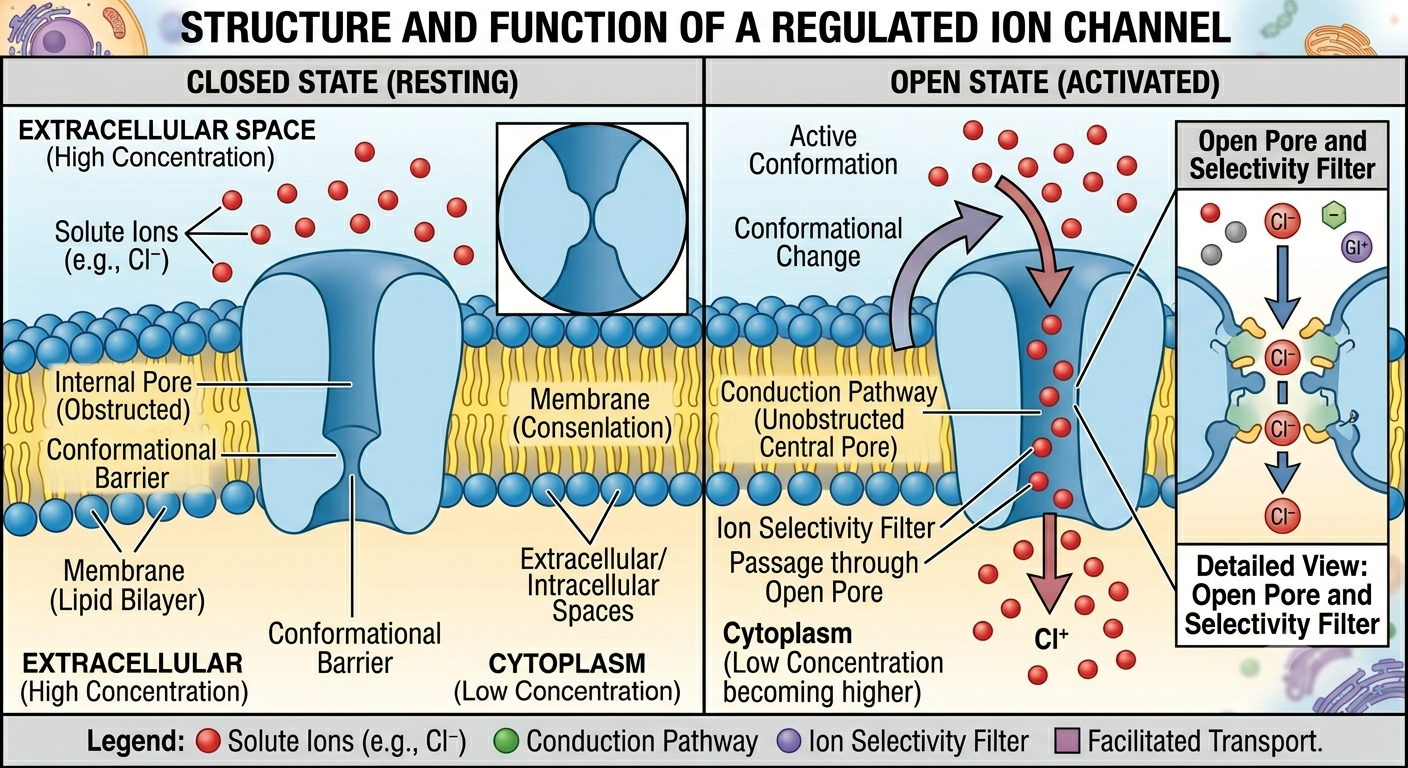 STRUCTURE AND FUNCTION OF A REGULATED ION CHANNEL
CLOSED STATE (RESTING)
EXTRACELLULAR SPACE
(High Concentration)
Solute Ions
(e.g., Cl⁻)
Internal Pore
(Obstructed)
Conformational
Barrier
Membrane
(Consenlation)
Membrane
(Lipid Bilayer)
Extracellular/
Intracellular
Spaces
Conformational
Barrier
EXTRACELLULAR
(High Concentration)
CYTOPLASM
(Low Concentration)
OPEN STATE (ACTIVATED)
Active
Conformation
Conformational
Change
Conduction Pathway
(Unobstructed
Central Pore)
Ion Selectivity Filter
Passage through
Open Pore
Cytoplasm
(Low Concentration
becoming higher)
Cl⁺
Open Pore and
Selectivity Filter
Cl⁻
−
Gl⁺
Cl⁻
Cl⁻
Cl⁻
Detailed View:
Open Pore and
Selectivity Filter
Legend: Solute Ions (e.g., Cl⁻) Conduction Pathway Ion Selectivity Filter Facilitated Transport.